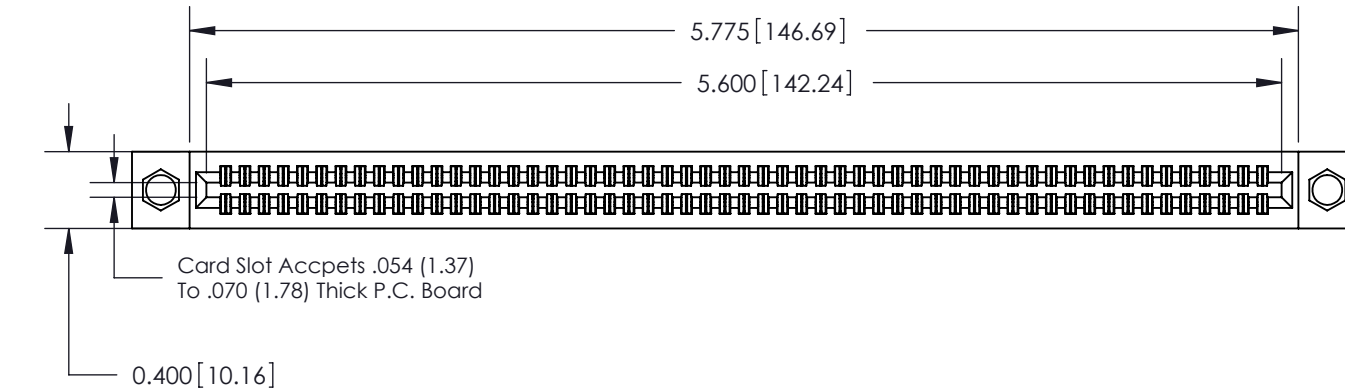 5.775 [146.69]
5.600 [142.24]
Card Slot Accpets .054 (1.37)
To .070 (1.78) Thick P.C. Board
0.400 [10.16]